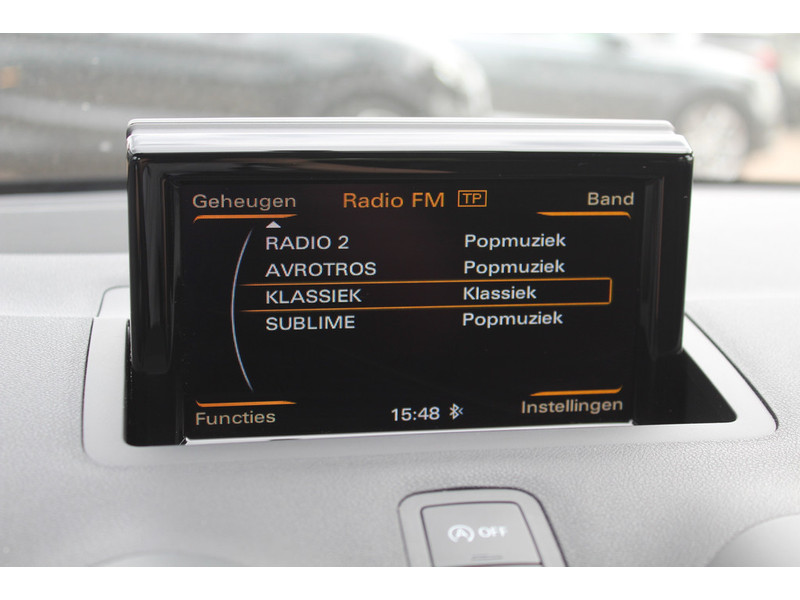 Geheugen Radio FM TP Band
RADIO 2 Popmuziek
AVROTROS Popmuziek
KLASSIEK Klassiek
SUBLIME Popmuziek
Functies 15:48 Instellingen
A OFF